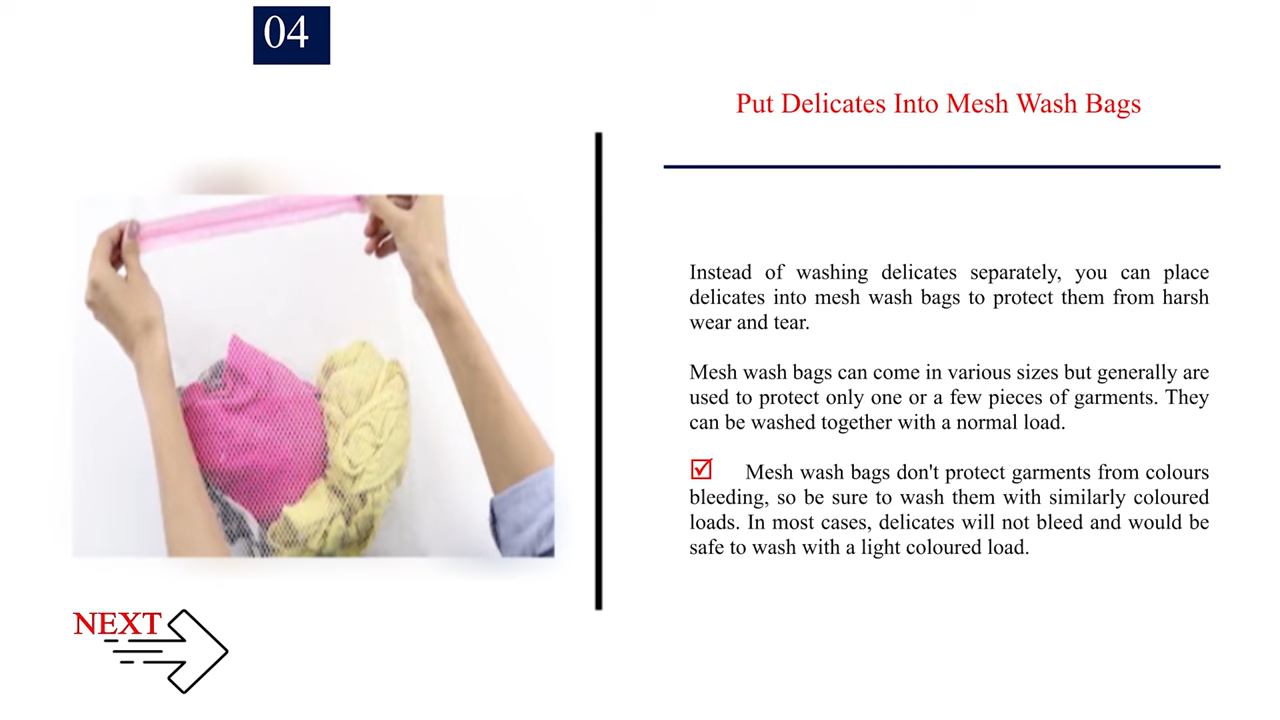 04
Put Delicates Into Mesh Wash Bags
Instead of washing delicates separately, you can place
delicates into mesh wash bags to protect them from harsh
wear and tear.
Mesh wash bags can come in various sizes but generally are
used to protect only one or a few pieces of garments. They
can be washed together with a normal load.
Mesh wash bags don't protect garments from colours
bleeding, so be sure to wash them with similarly coloured
loads. In most cases, delicates will not bleed and would be
safe to wash with a light coloured load.
NEXT